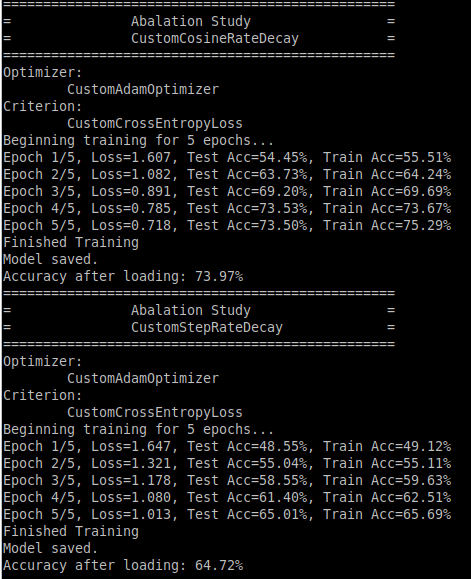 =================================================
=               Abalation Study                 =
=               CustomCosineRateDecay           =
=================================================
Optimizer:
        CustomAdamOptimizer
Criterion:
        CustomCrossEntropyLoss
Beginning training for 5 epochs...
Epoch 1/5, Loss=1.607, Test Acc=54.45%, Train Acc=55.51%
Epoch 2/5, Loss=1.082, Test Acc=63.73%, Train Acc=64.24%
Epoch 3/5, Loss=0.891, Test Acc=69.20%, Train Acc=69.69%
Epoch 4/5, Loss=0.785, Test Acc=73.53%, Train Acc=73.67%
Epoch 5/5, Loss=0.718, Test Acc=73.50%, Train Acc=75.29%
Finished Training
Model saved.
Accuracy after loading: 73.97%
=================================================
=               Abalation Study                 =
=               CustomStepRateDecay             =
=================================================
Optimizer:
        CustomAdamOptimizer
Criterion:
        CustomCrossEntropyLoss
Beginning training for 5 epochs...
Epoch 1/5, Loss=1.647, Test Acc=48.55%, Train Acc=49.12%
Epoch 2/5, Loss=1.321, Test Acc=55.04%, Train Acc=55.11%
Epoch 3/5, Loss=1.178, Test Acc=58.55%, Train Acc=59.63%
Epoch 4/5, Loss=1.080, Test Acc=61.40%, Train Acc=62.51%
Epoch 5/5, Loss=1.013, Test Acc=65.01%, Train Acc=65.69%
Finished Training
Model saved.
Accuracy after loading: 64.72%